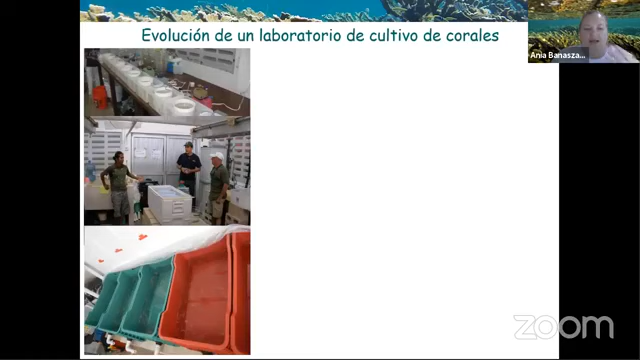 Evolución de un laboratorio de cultivo de corales
Ania Banasza...
zoom